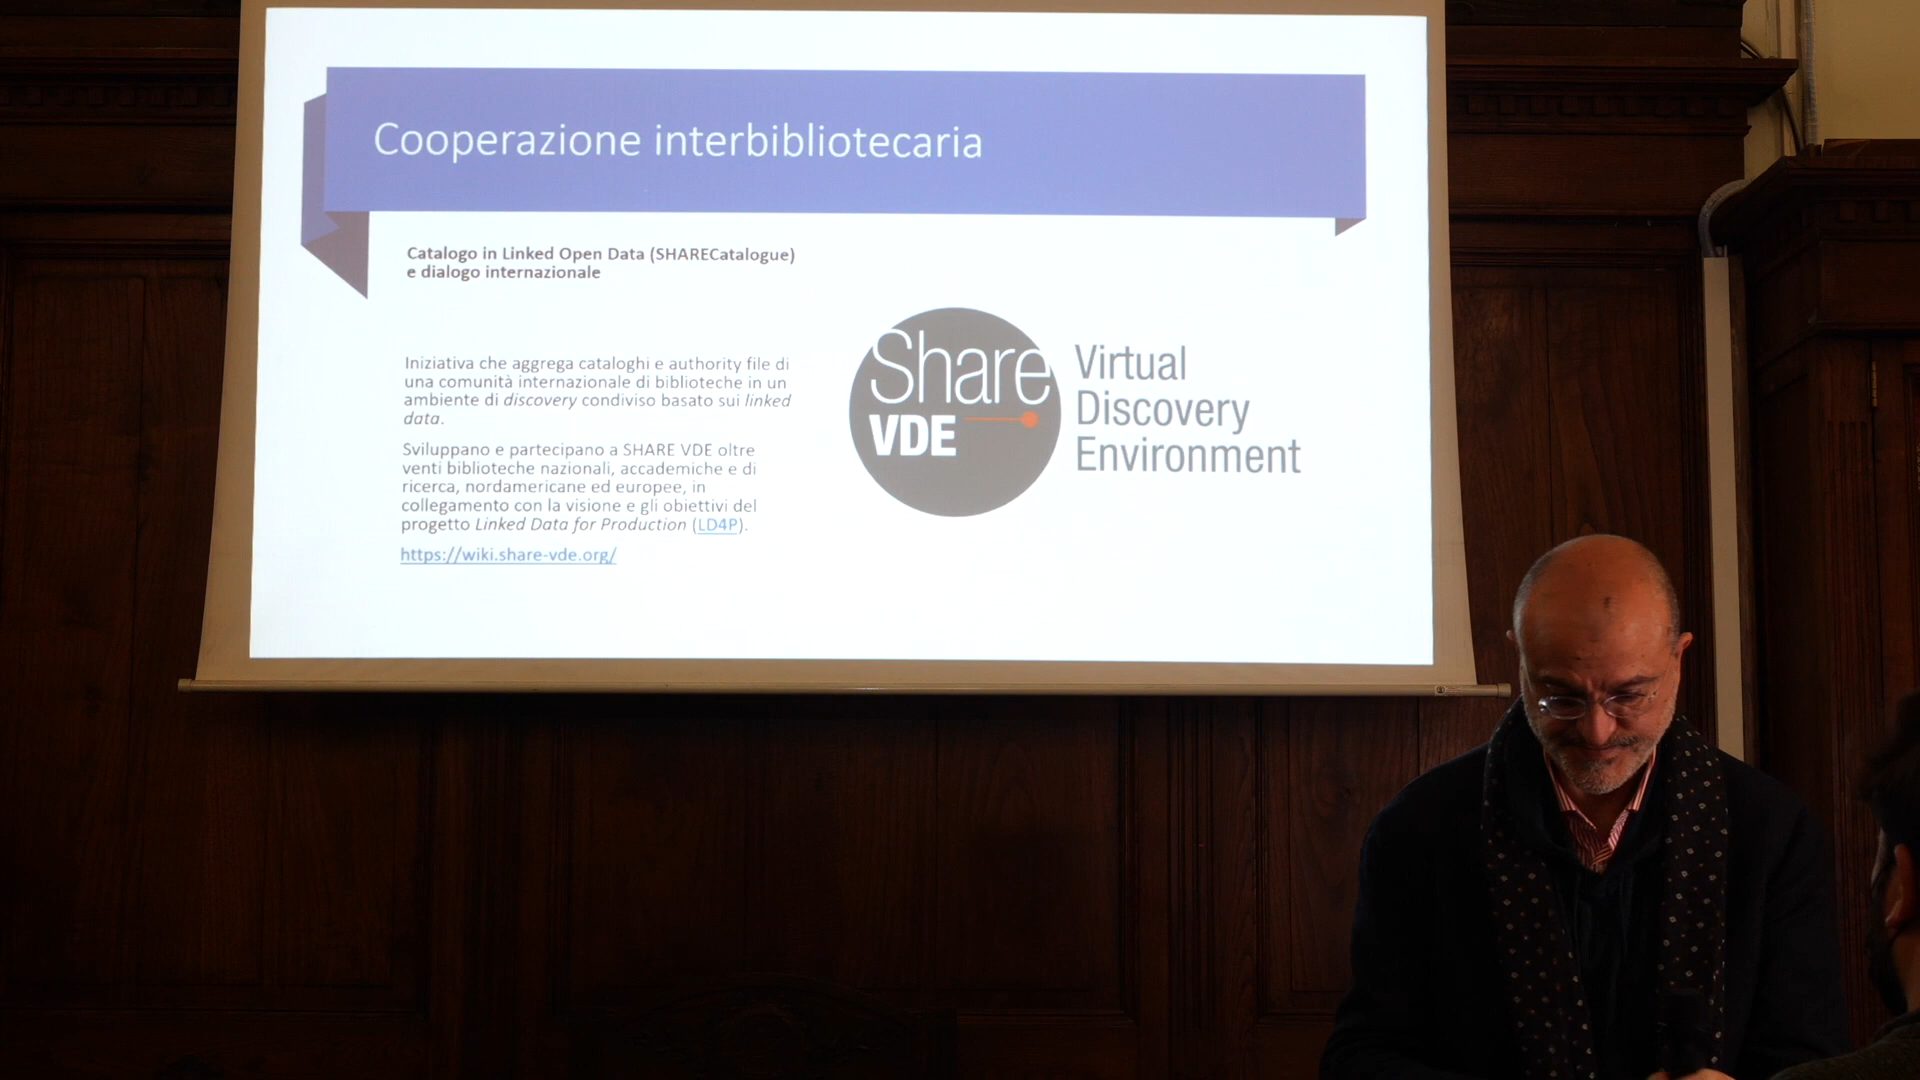 Cooperazione interbibliotecaria
Catalogo in Linked Open Data (SHARECatalogue)
e dialogo internazionale
Iniziativa che aggrega cataloghi e authority file di
una comunità internazionale di biblioteche in un
ambiente di discovery condiviso basato sui linked
data.
Sviluppano e partecipano a SHARE VDE oltre
venti biblioteche nazionali, accademiche e di
ricerca, nordamericane ed europee, in
collegamento con la visione e gli obiettivi del
progetto Linked Data for Production (LD4P).
https://wiki.share-vde.org/
Share
VDE
Virtual
Discovery
Environment